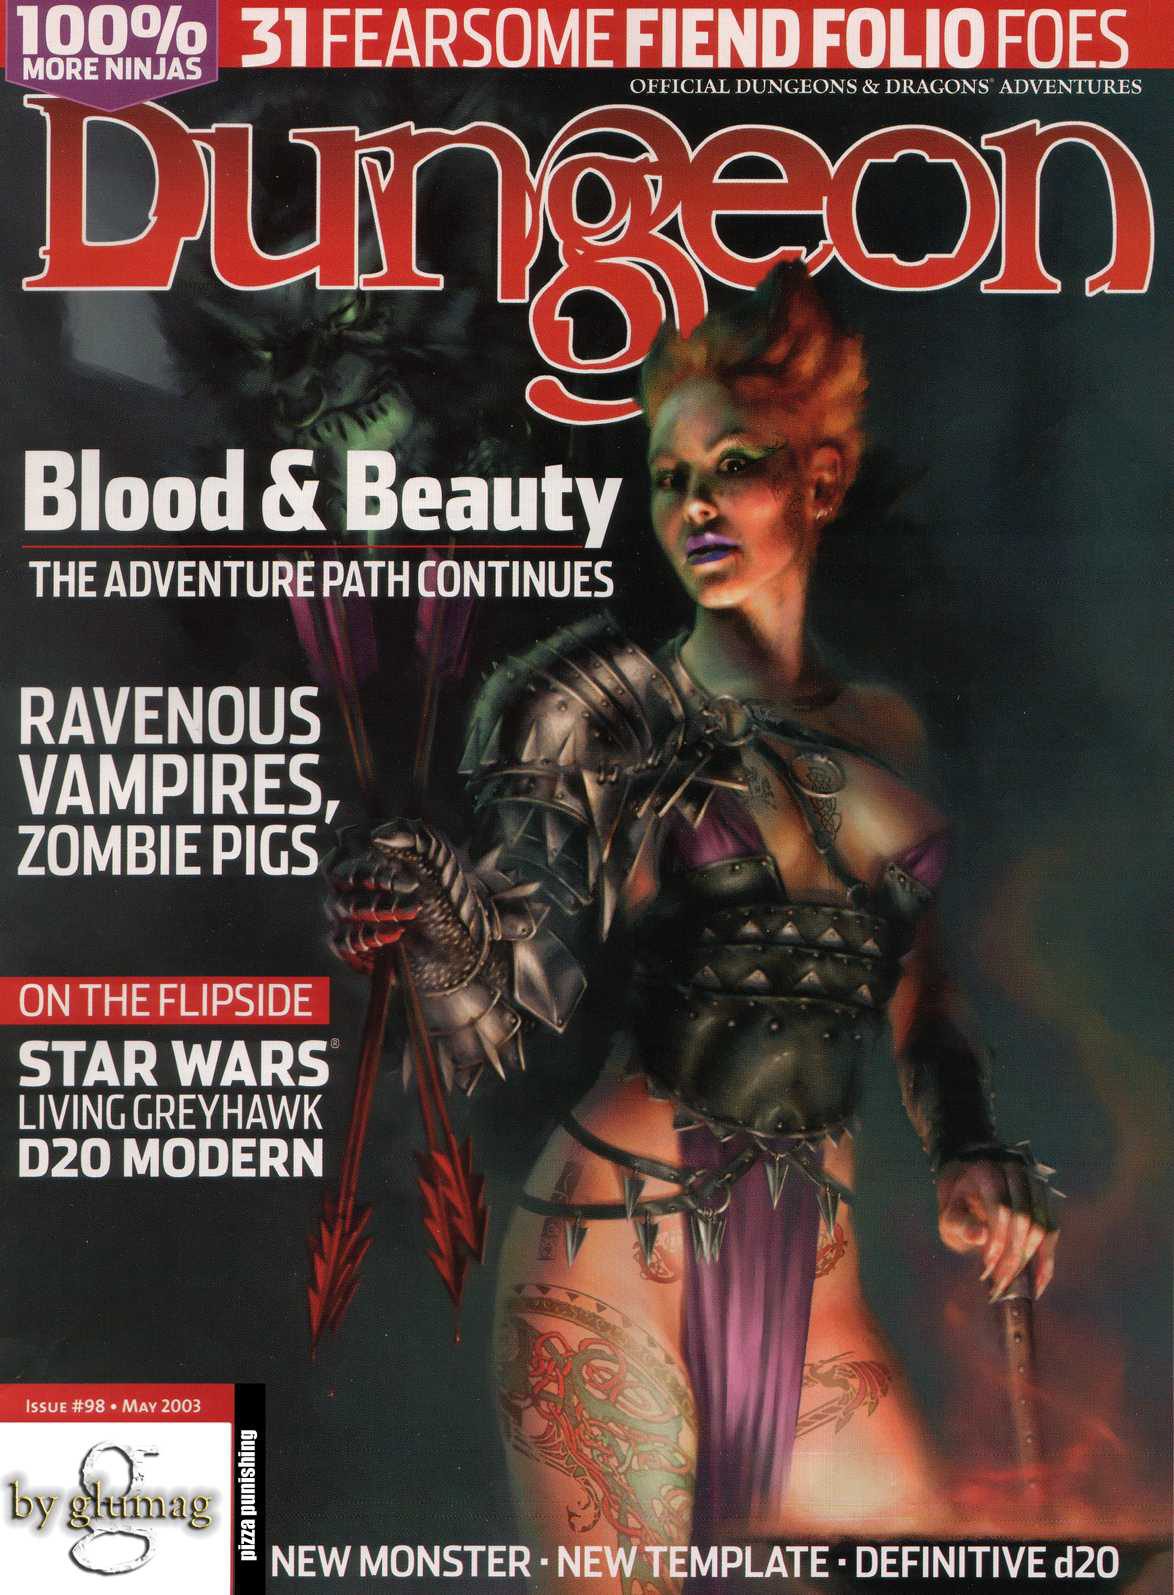 100%
MORE NINJAS
31 FEARSOME FIEND FOLIO FOES
OFFICIAL DUNGEONS & DRAGONS® ADVENTURES
Dungeon
Blood & Beauty
THE ADVENTURE PATH CONTINUES
RAVENOUS
VAMPIRES,
ZOMBIE PIGS
ON THE FLIPSIDE
STAR WARS®
LIVING GREYHAWK
D20 MODERN
ISSUE #98 • MAY 2003
g
by glumag
pizza punishing
NEW MONSTER · NEW TEMPLATE · DEFINITIVE d20